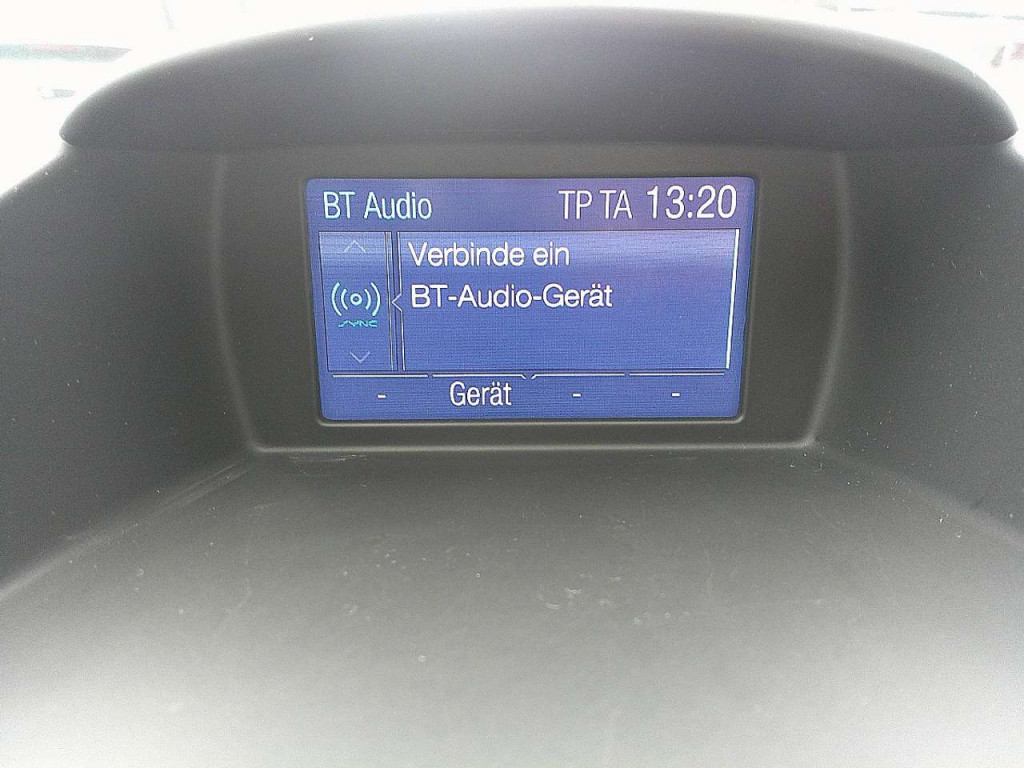 BT Audio TP TA 13:20
Verbinde ein
BT-Audio-Gerät
SYNC
- Gerät - -